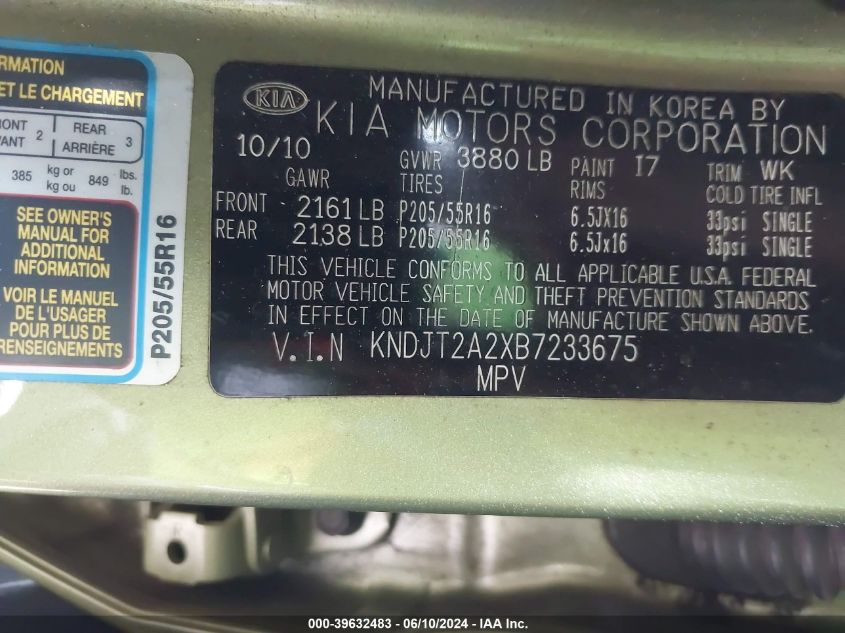 RMATION
ET LE CHARGEMENT
RONT
VANT 2
REAR
ARRIÈRE 3
385 kg or
kg ou 849 lbs.
lb.
SEE OWNER'S
MANUAL FOR
ADDITIONAL
INFORMATION
VOIR LE MANUEL
DE L'USAGER
POUR PLUS DE
RENSEIGNEMENTS
P205/55R16
KIA
MANUFACTURED IN KOREA BY
KIA MOTORS CORPORATION
10/10 GVWR 3880 LB PAINT I7 TRIM WK
GAWR TIRES RIMS COLD TIRE INFL
FRONT 2161 LB P205/55R16 6.5JX16 33psi SINGLE
REAR 2138 LB P205/55R16 6.5Jx16 33psi SINGLE
THIS VEHICLE CONFORMS TO ALL APPLICABLE U.S.A. FEDERAL
MOTOR VEHICLE SAFETY AND THEFT PREVENTION STANDARDS
IN EFFECT ON THE DATE OF MANUFACTURE SHOWN ABOVE.
V.I.N KNDJT2A2XB7233675
MPV
000-39632483 - 06/10/2024 - IAA Inc.